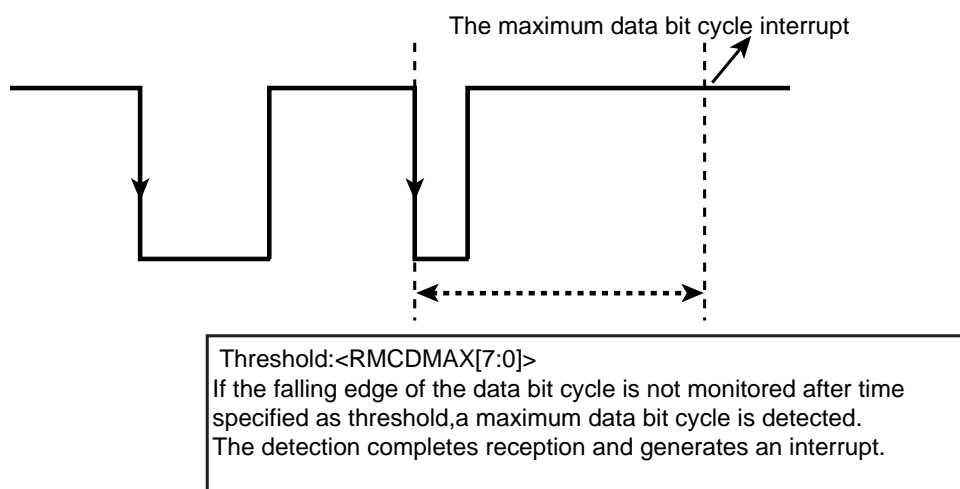 The maximum data bit cycle interrupt
Threshold:<RMCDMAX[7:0]>
If the falling edge of the data bit cycle is not monitored after time
specified as threshold,a maximum data bit cycle is detected.
The detection completes reception and generates an interrupt.